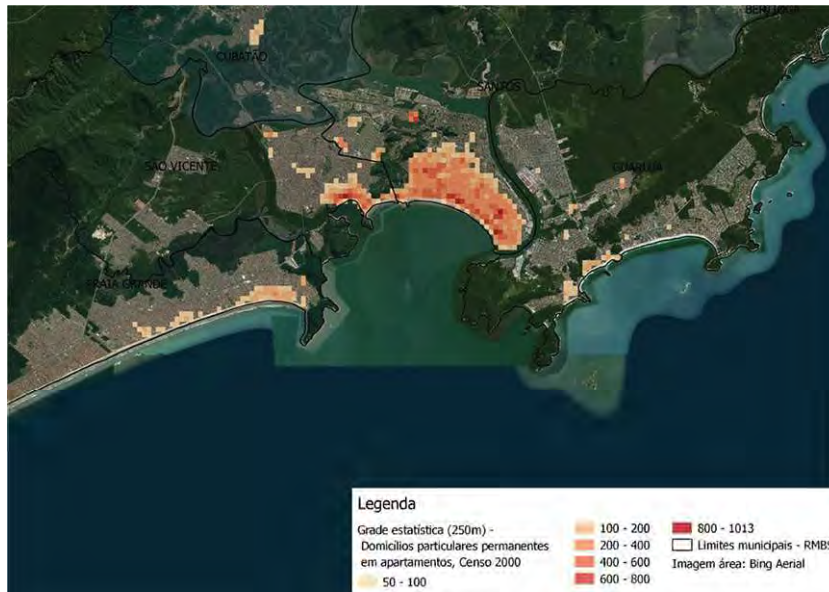 BERTIOGA
CUBATÃO
SANTOS
SÃO VICENTE
GUARUJÁ
PRAIA GRANDE
Legenda
Grade estatística (250m) -
Domicílios particulares permanentes
em apartamentos, Censo 2000
50 - 100
100 - 200
200 - 400
400 - 600
600 - 800
800 - 1013
Limites municipais - RMBS
Imagem área: Bing Aerial